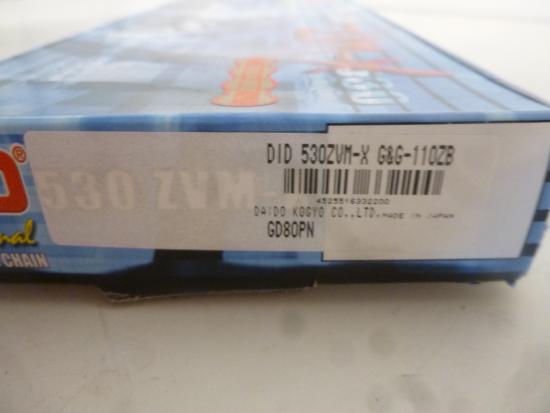 DID 530ZVM-X G&G-110ZB
530 ZVM-
4525516332200
DAIDO KOGYO CO.,LTD. MADE IN JAPAN
GD80PN
CHAIN